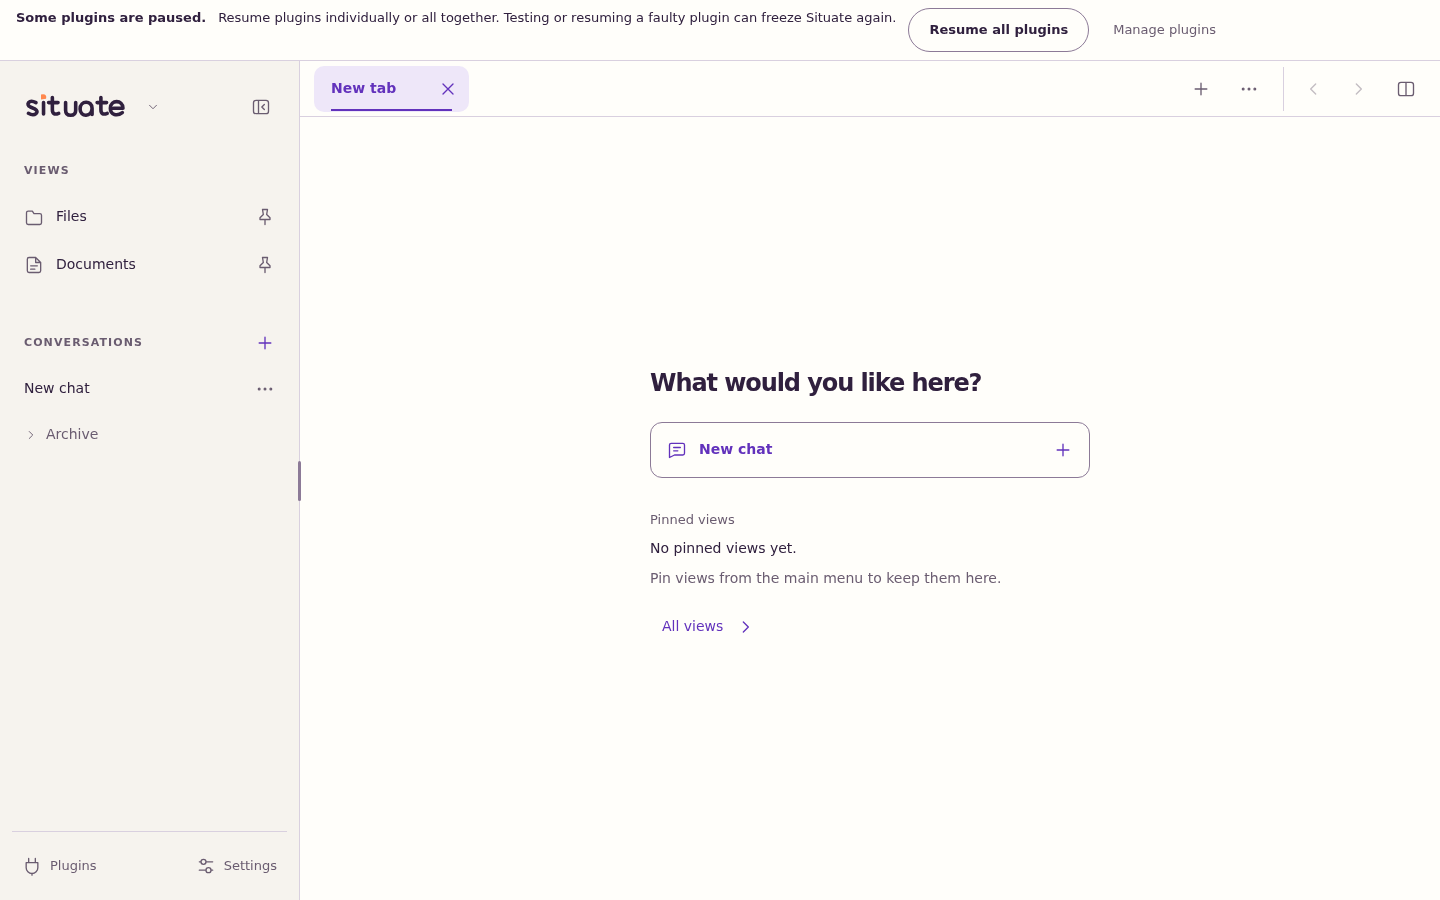 Some plugins are paused. Resume plugins individually or all together. Testing or resuming a faulty plugin can freeze Situate again. Resume all plugins Manage plugins
situate
New tab
VIEWS
Files
Documents
CONVERSATIONS
New chat
Archive
What would you like here?
New chat
Pinned views
No pinned views yet.
Pin views from the main menu to keep them here.
All views
Plugins Settings